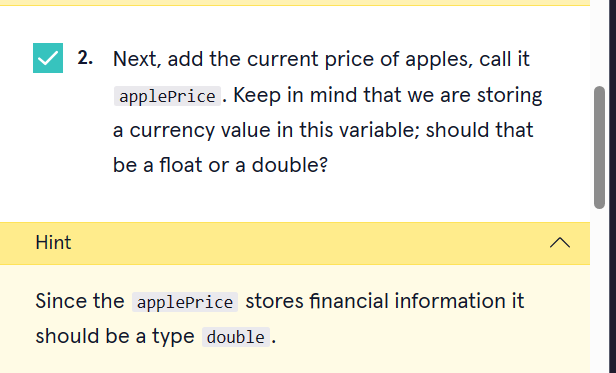 2. Next, add the current price of apples, call it
applePrice . Keep in mind that we are storing
a currency value in this variable; should that
be a float or a double?
Hint
Since the applePrice stores financial information it
should be a type double .